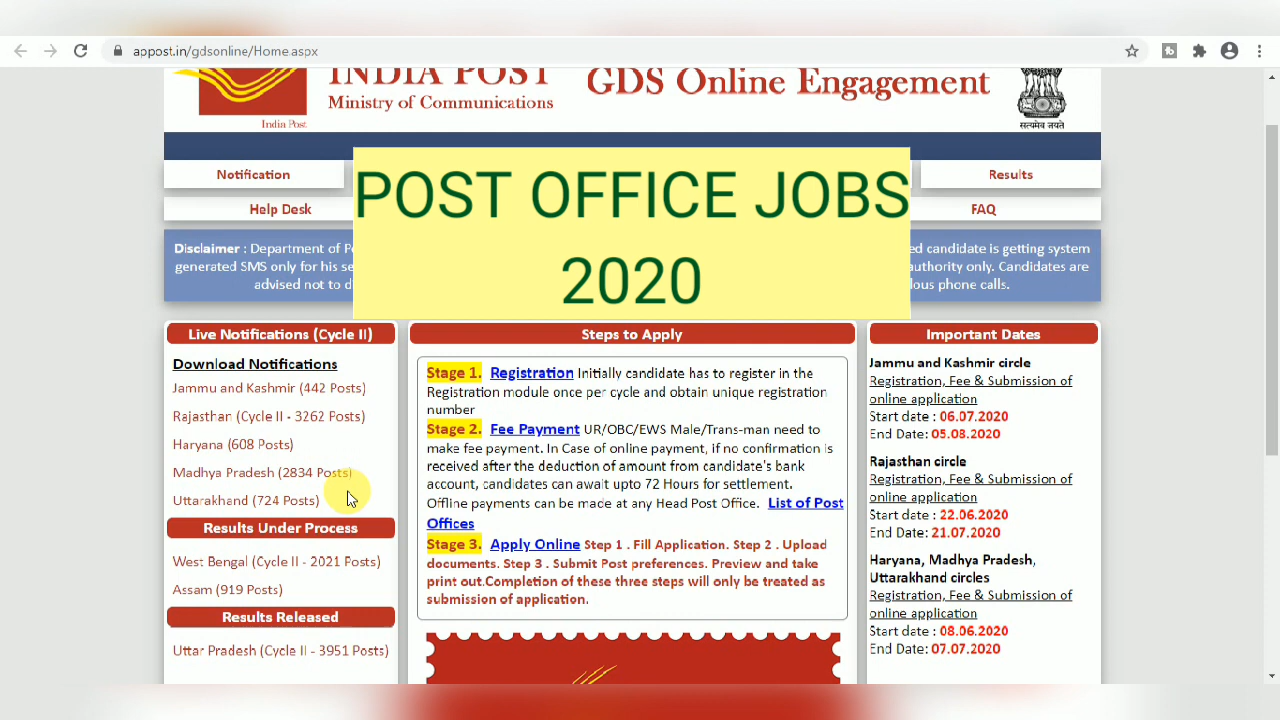 appost.in/gdsonline/Home.aspx
INDIA POST
GDS Online Engagement
Ministry of Communications
India Post
सत्यमेव जयते
Notification
Results
POST OFFICE JOBS
2020
Help Desk
FAQ
Disclaimer : Department of
generated SMS only for his
advised not to
ed candidate is getting system
authority only. Candidates are
phone calls.
Live Notifications (Cycle II)
Download Notifications
Jammu and Kashmir (442 Posts)
Rajasthan (Cycle II - 3262 Posts)
Haryana (608 Posts)
Madhya Pradesh (2834 Posts)
Uttarakhand (724 Posts)
Results Under Process
West Bengal (Cycle II - 2021 Posts)
Assam (919 Posts)
Results Released
Uttar Pradesh (Cycle II - 3951 Posts)
Steps to Apply
Stage 1. Registration Initially candidate has to register in the
Registration module once per cycle and obtain unique registration
number
Stage 2. Fee Payment UR/OBC/EWS Male/Trans-man need to
make fee payment. In Case of online payment, if no confirmation is
received after the deduction of amount from candidate's bank
account, candidates can await upto 72 Hours for settlement.
Offline payments can be made at any Head Post Office. List of Post
Offices
Stage 3. Apply Online Step 1 . Fill Application. Step 2 . Upload
documents. Step 3 . Submit Post preferences. Preview and take
print out.Completion of these three steps will only be treated as
submission of application.
Important Dates
Jammu and Kashmir circle
Registration, Fee & Submission of
online application
Start date : 06.07.2020
End Date: 05.08.2020
Rajasthan circle
Registration, Fee & Submission of
online application
Start date : 22.06.2020
End Date: 21.07.2020
Haryana, Madhya Pradesh,
Uttarakhand circles
Registration, Fee & Submission of
online application
Start date : 08.06.2020
End Date: 07.07.2020